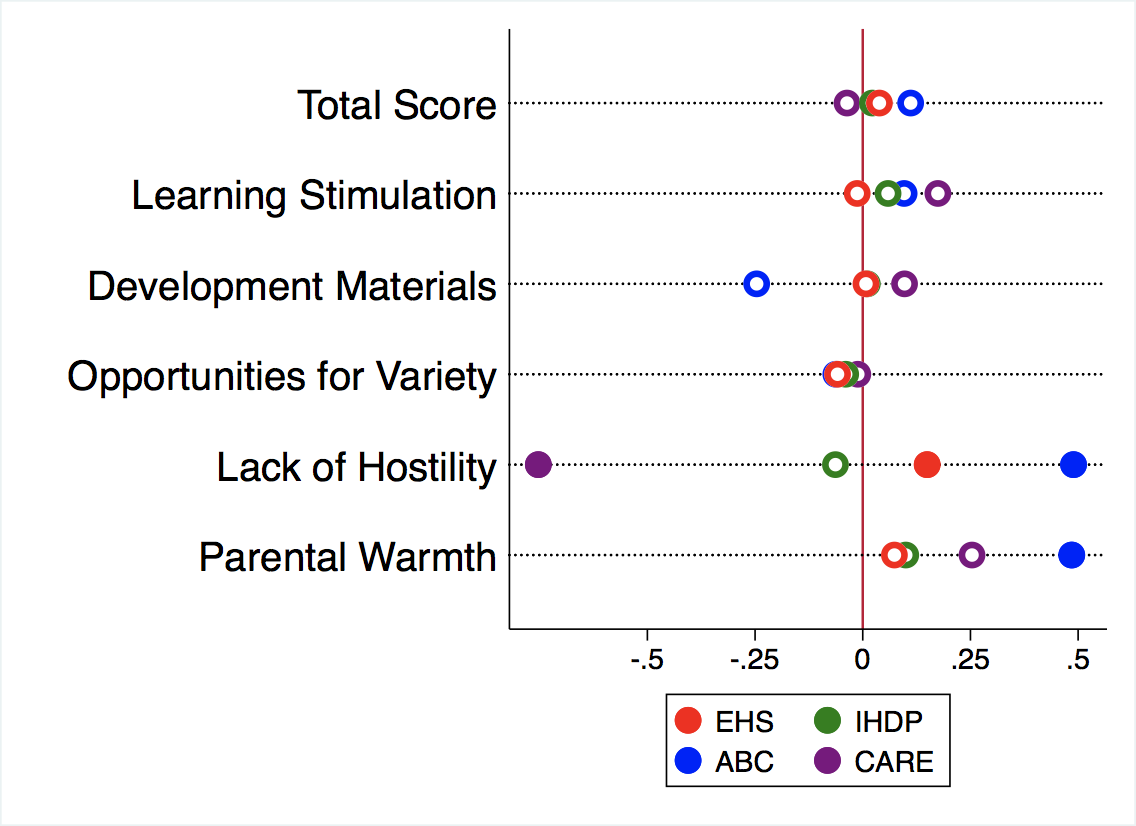 Total Score
Learning Stimulation
Development Materials
Opportunities for Variety
Lack of Hostility
Parental Warmth
-.5 -.25 0 .25 .5
EHS IHDP
ABC CARE